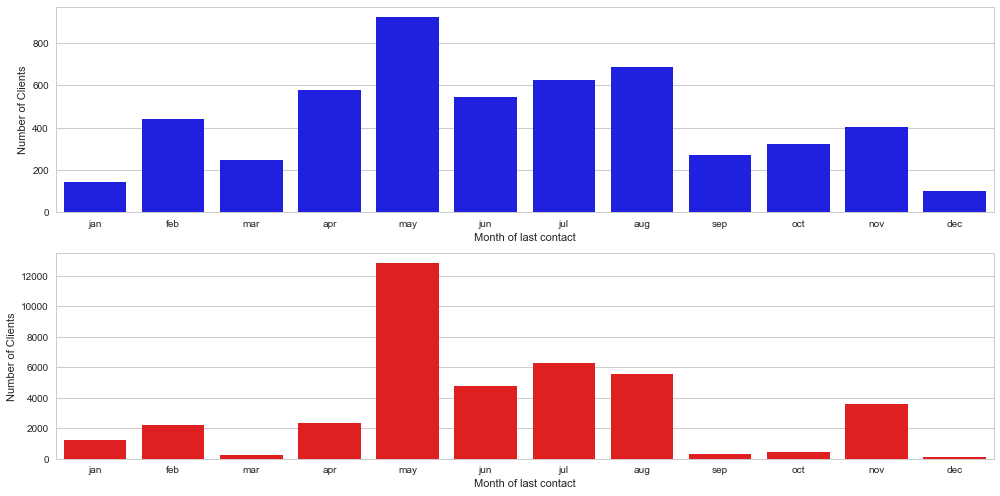 Number of Clients
800
600
400
200
0
jan feb mar apr may jun jul aug sep oct nov dec
Month of last contact
Number of Clients
12000
10000
8000
6000
4000
2000
0
jan feb mar apr may jun jul aug sep oct nov dec
Month of last contact